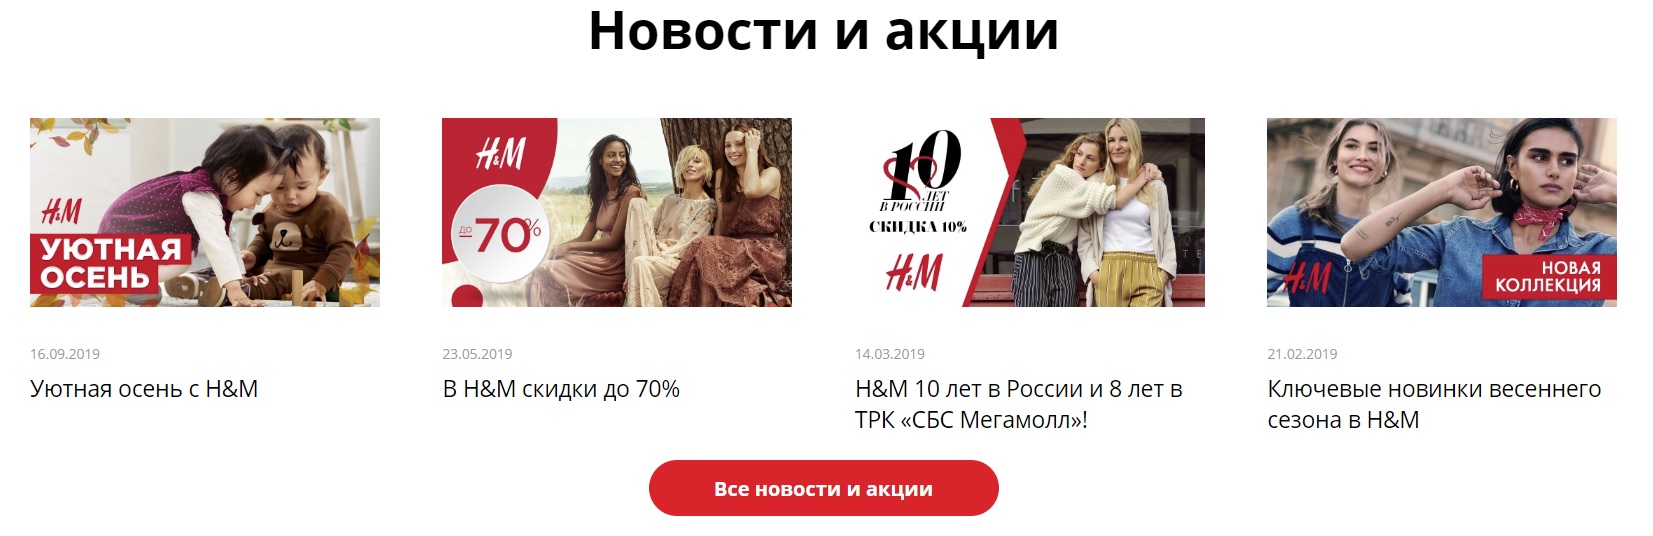 Новости и акции
H&M
УЮТНАЯ
ОСЕНЬ
16.09.2019
Уютная осень с H&M
H&M
до
-70%
23.05.2019
В H&M скидки до 70%
10
ЛЕТ
В РОССИИ
СКИДКА 10%
H&M
14.03.2019
H&M 10 лет в России и 8 лет в
ТРК «СБС Мегамолл»!
H&M
НОВАЯ
КОЛЛЕКЦИЯ
21.02.2019
Ключевые новинки весеннего
сезона в H&M
Все новости и акции